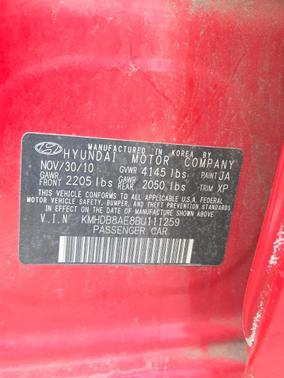 MANUFACTURED IN KOREA BY
HYUNDAI MOTOR COMPANY
NOV/30/10 GVWR 4145 lbs PAINT JA
GAWR FRONT 2205 lbs GAWR REAR 2050 lbs TRIM XP
THIS VEHICLE CONFORMS TO ALL APPLICABLE U.S. FEDERAL
MOTOR VEHICLE SAFETY, BUMPER, AND THEFT PREVENTION
STANDARDS IN EFFECT ON THE DATE OF MANUFACTURE SHOWN ABOVE.
V.I.N KMHDB8AE8BU111259
PASSENGER CAR